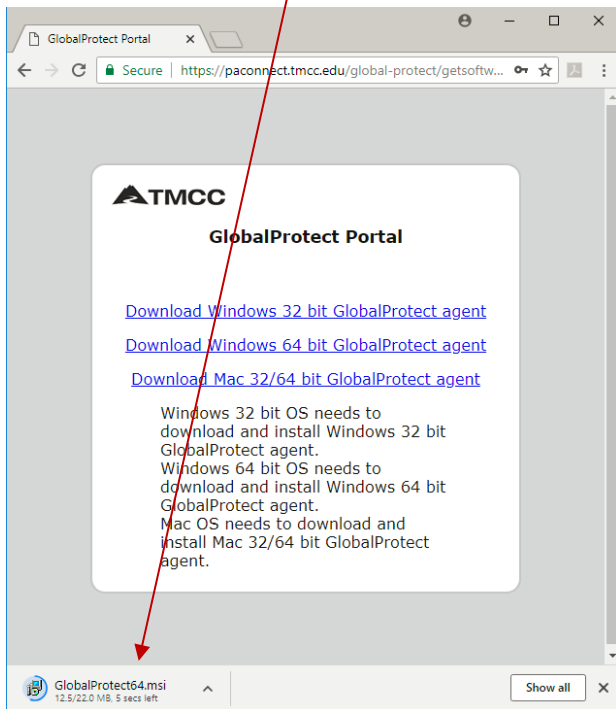 GlobalProtect Portal
Secure | https://paconnect.tmcc.edu/global-protect/getsoftw...
TMCC
GlobalProtect Portal
Download Windows 32 bit GlobalProtect agent
Download Windows 64 bit GlobalProtect agent
Download Mac 32/64 bit GlobalProtect agent
Windows 32 bit OS needs to
download and install Windows 32 bit
GlobalProtect agent.
Windows 64 bit OS needs to
download and install Windows 64 bit
GlobalProtect agent.
Mac OS needs to download and
install Mac 32/64 bit GlobalProtect
agent.
GlobalProtect64.msi
12.5/22.0 MB, 5 secs left
Show all